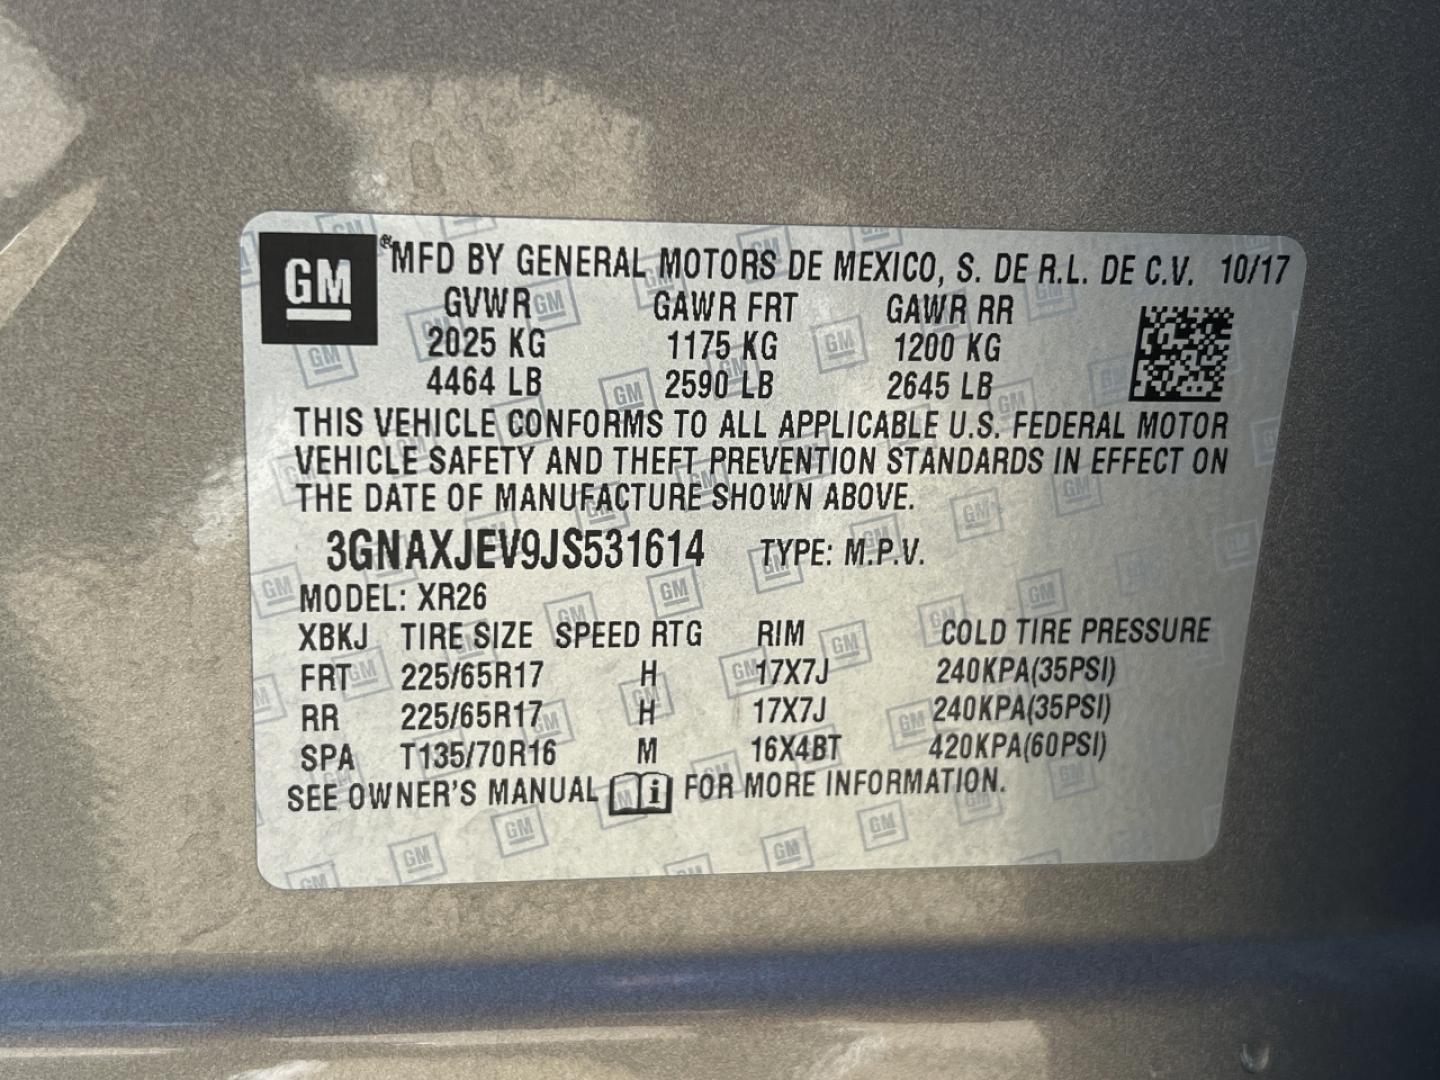 GM ® MFD BY GENERAL MOTORS DE MEXICO, S. DE R.L. DE C.V. 10/17
GVWR GAWR FRT GAWR RR
2025 KG 1175 KG 1200 KG
4464 LB 2590 LB 2645 LB
THIS VEHICLE CONFORMS TO ALL APPLICABLE U.S. FEDERAL MOTOR
VEHICLE SAFETY AND THEFT PREVENTION STANDARDS IN EFFECT ON
THE DATE OF MANUFACTURE SHOWN ABOVE.
3GNAXJEV9JS531614 TYPE: M.P.V.
MODEL: XR26
XBKJ TIRE SIZE SPEED RTG RIM COLD TIRE PRESSURE
FRT 225/65R17 H 17X7J 240KPA(35PSI)
RR 225/65R17 H 17X7J 240KPA(35PSI)
SPA T135/70R16 M 16X4BT 420KPA(60PSI)
SEE OWNER'S MANUAL i FOR MORE INFORMATION.